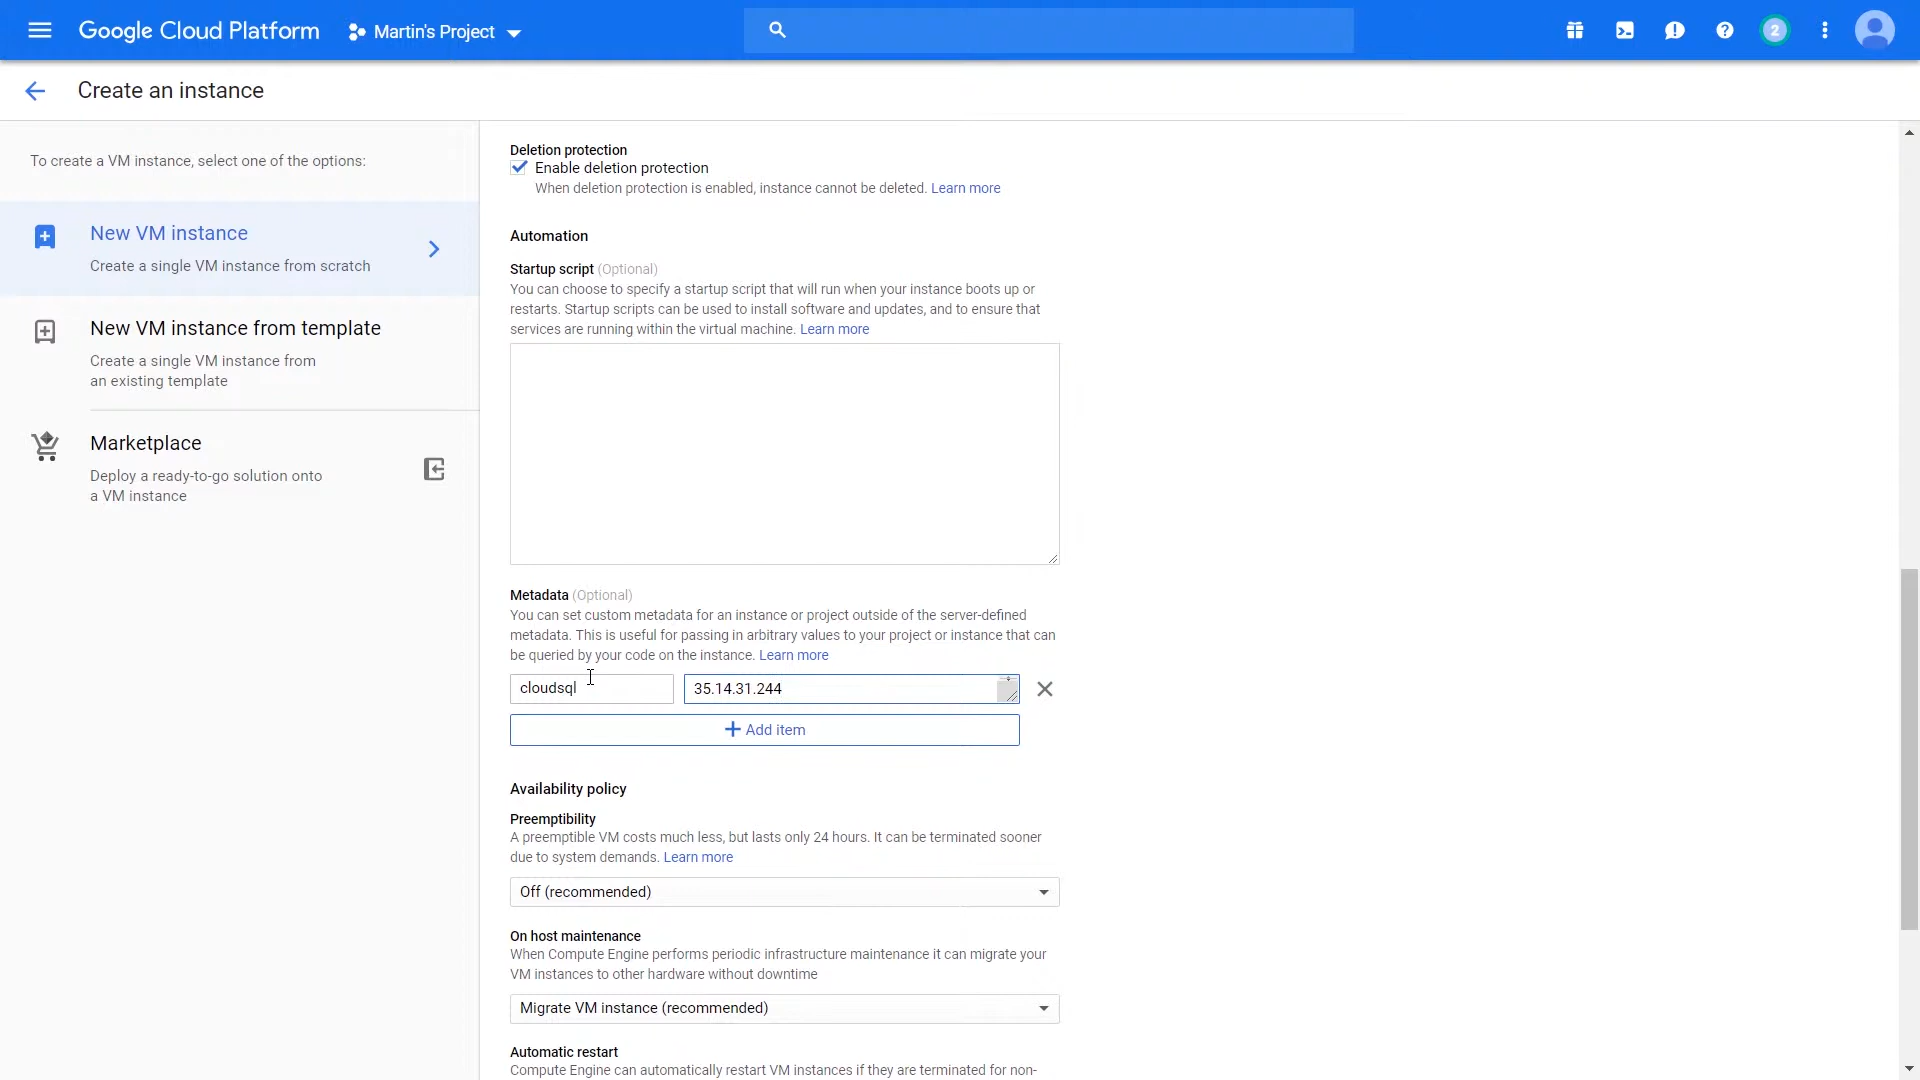 Google Cloud Platform
Martin's Project
2
Create an instance
To create a VM instance, select one of the options:
New VM instance
Create a single VM instance from scratch
New VM instance from template
Create a single VM instance from
an existing template
Marketplace
Deploy a ready-to-go solution onto
a VM instance
Deletion protection
Enable deletion protection
When deletion protection is enabled, instance cannot be deleted. Learn more
Automation
Startup script (Optional)
You can choose to specify a startup script that will run when your instance boots up or
restarts. Startup scripts can be used to install software and updates, and to ensure that
services are running within the virtual machine. Learn more
Metadata (Optional)
You can set custom metadata for an instance or project outside of the server-defined
metadata. This is useful for passing in arbitrary values to your project or instance that can
be queried by your code on the instance. Learn more
cloudsql 35.14.31.244
Add item
Availability policy
Preemptibility
A preemptible VM costs much less, but lasts only 24 hours. It can be terminated sooner
due to system demands. Learn more
Off (recommended)
On host maintenance
When Compute Engine performs periodic infrastructure maintenance it can migrate your
VM instances to other hardware without downtime
Migrate VM instance (recommended)
Automatic restart
Compute Engine can automatically restart VM instances if they are terminated for non-